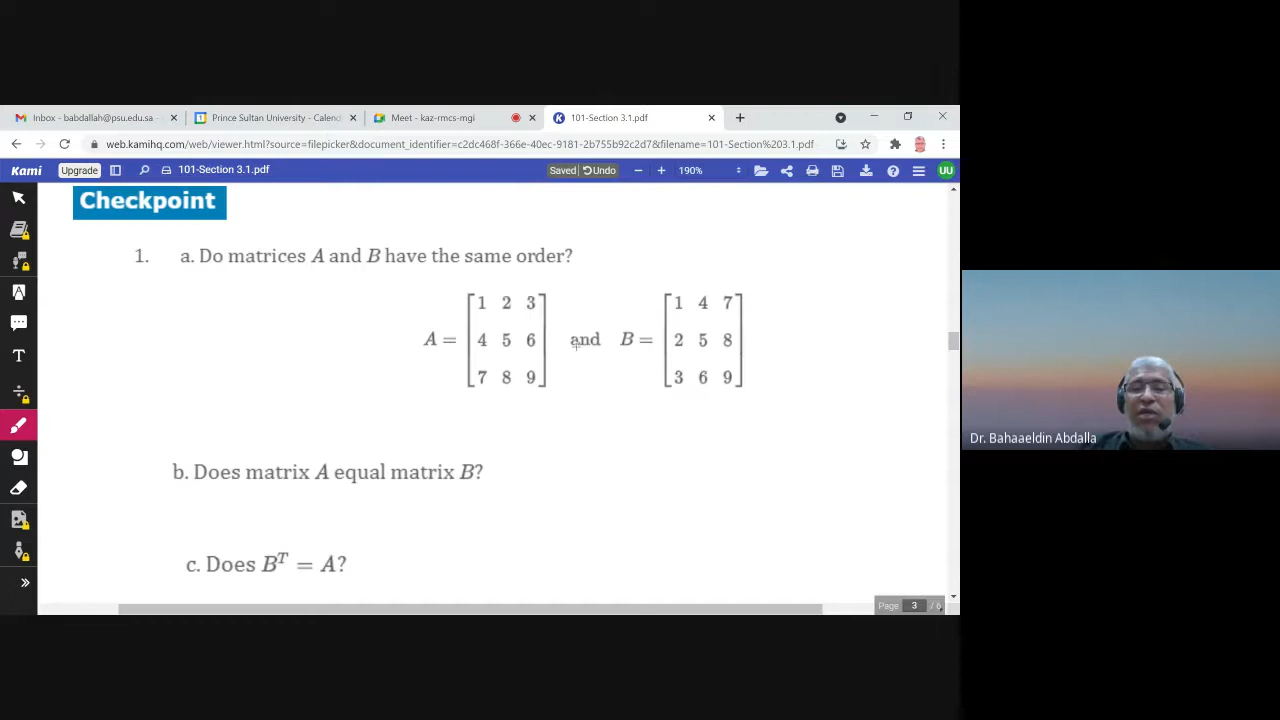 Inbox - babdallah@psu.edu.sa -
Prince Sultan University - Calend
Meet - kaz-rmcs-mgi
101-Section 3.1.pdf
web.kamihq.com/web/viewer.html?source=filepicker&document_identifier=c2dc468f-366e-40ec-9181-2b755b92c2d7&filename=101-Section%203.1.pdf
Kami Upgrade 101-Section 3.1.pdf Saved Undo 190% UU
Checkpoint
1. a. Do matrices A and B have the same order?
A = [1 2 3 4 5 6 7 8 9] and B = [1 4 7 2 5 8 3 6 9]
b. Does matrix A equal matrix B?
c. Does B^T = A?
Page 3 / 6
Dr. Bahaaeldin Abdalla